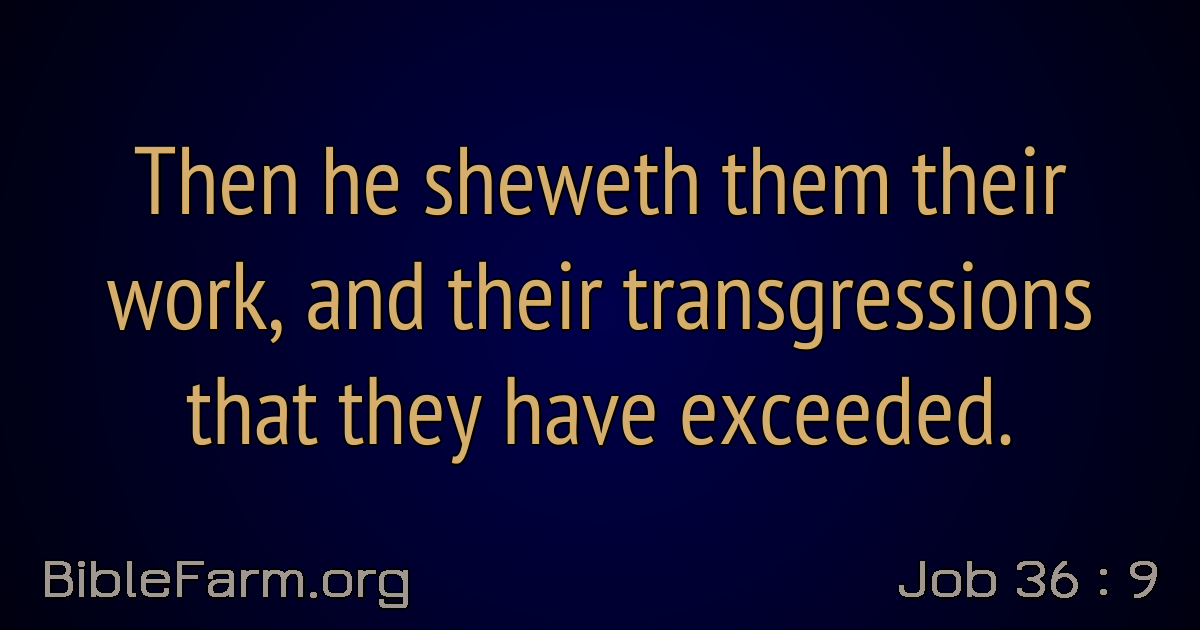 Then he sheweth them their
work, and their transgressions
that they have exceeded.
BibleFarm.org
Job 36 : 9